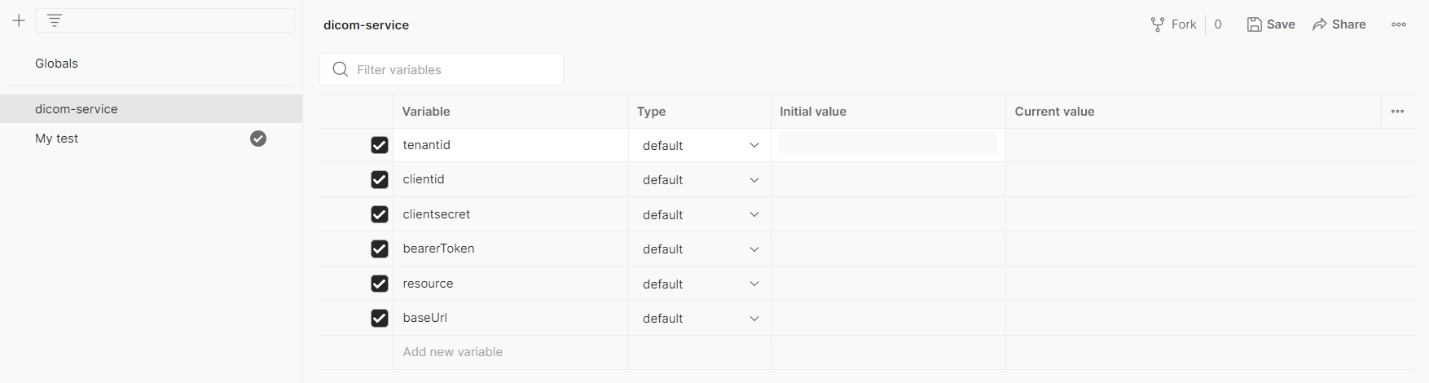 dicom-service
Fork 0 Save Share
Globals
Filter variables
dicom-service
My test
Variable Type Initial value Current value
tenantid default
clientid default
clientsecret default
bearerToken default
resource default
baseUrl default
Add new variable